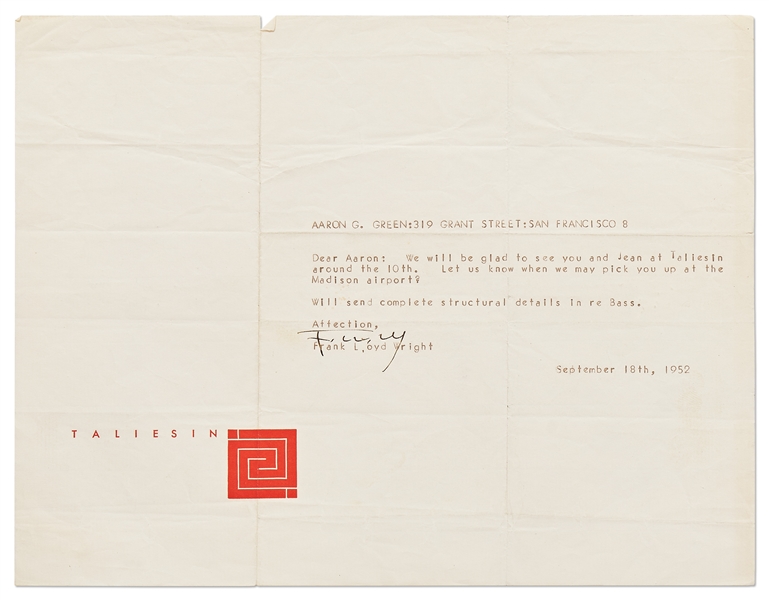 AARON G. GREEN:319 GRANT STREET:SAN FRANCISCO 8
Dear Aaron: We will be glad to see you and Jean at Taliesin
around the 10th. Let us know when we may pick you up at the
Madison airport?
Will send complete structural details in re Bass.
Affection,
F.Ll.W
Frank Lloyd Wright
September 18th, 1952
TALIESIN